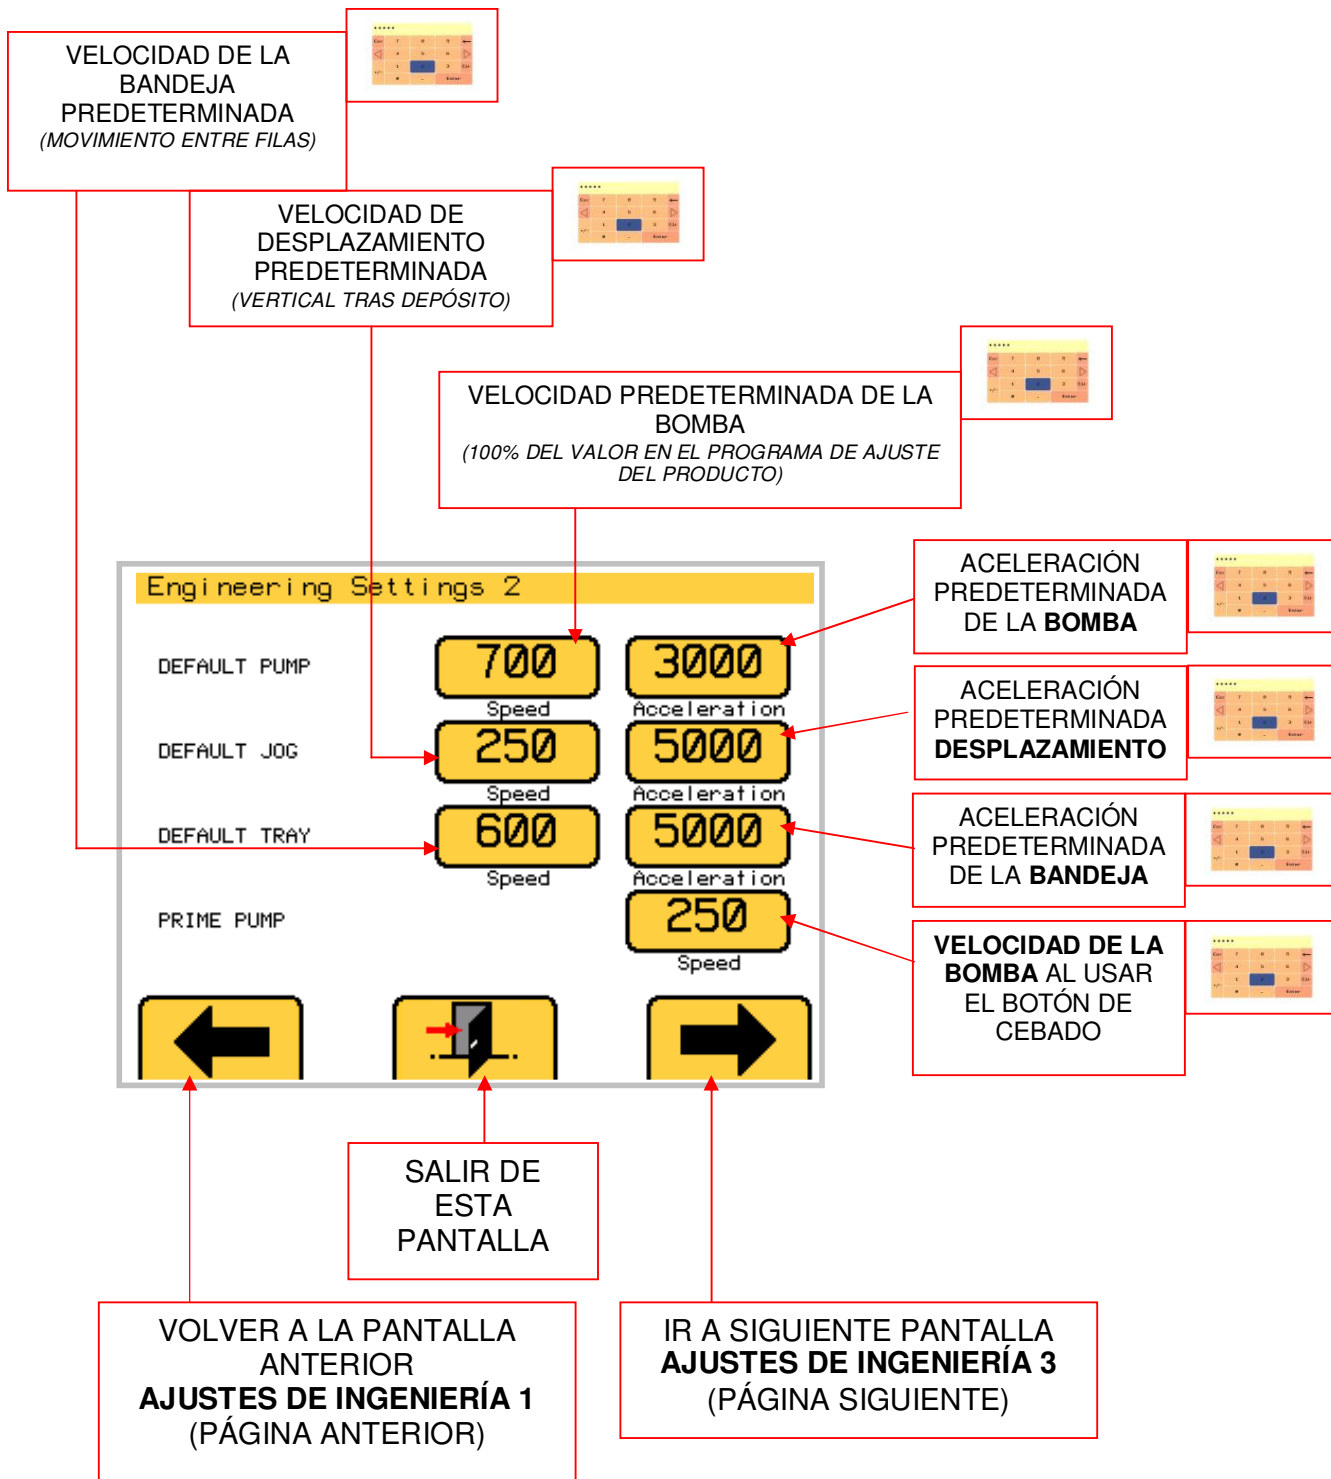 VELOCIDAD DE LA
BANDEJA
PREDETERMINADA
(MOVIMIENTO ENTRE FILAS)
VELOCIDAD DE
DESPLAZAMIENTO
PREDETERMINADA
(VERTICAL TRAS DEPÓSITO)
VELOCIDAD PREDETERMINADA DE LA
BOMBA
(100% DEL VALOR EN EL PROGRAMA DE AJUSTE
DEL PRODUCTO)
Engineering Settings 2
DEFAULT PUMP
700
Speed
3000
Acceleration
DEFAULT JOG
250
Speed
5000
Acceleration
DEFAULT TRAY
600
Speed
5000
Acceleration
PRIME PUMP
250
Speed
ACELERACIÓN
PREDETERMINADA
DE LA BOMBA
ACELERACIÓN
PREDETERMINADA
DESPLAZAMIENTO
ACELERACIÓN
PREDETERMINADA
DE LA BANDEJA
VELOCIDAD DE LA
BOMBA AL USAR
EL BOTÓN DE
CEBADO
SALIR DE
ESTA
PANTALLA
VOLVER A LA PANTALLA
ANTERIOR
AJUSTES DE INGENIERÍA 1
(PÁGINA ANTERIOR)
IR A SIGUIENTE PANTALLA
AJUSTES DE INGENIERÍA 3
(PÁGINA SIGUIENTE)